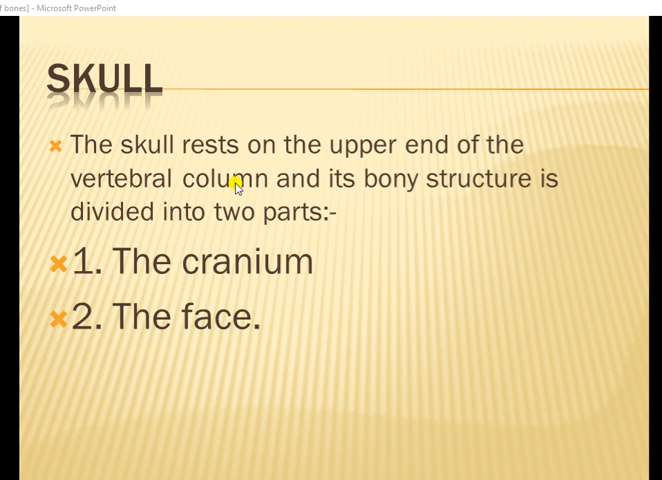 f bones] - Microsoft PowerPoint
SKULL
The skull rests on the upper end of the
vertebral column and its bony structure is
divided into two parts:-
1. The cranium
2. The face.